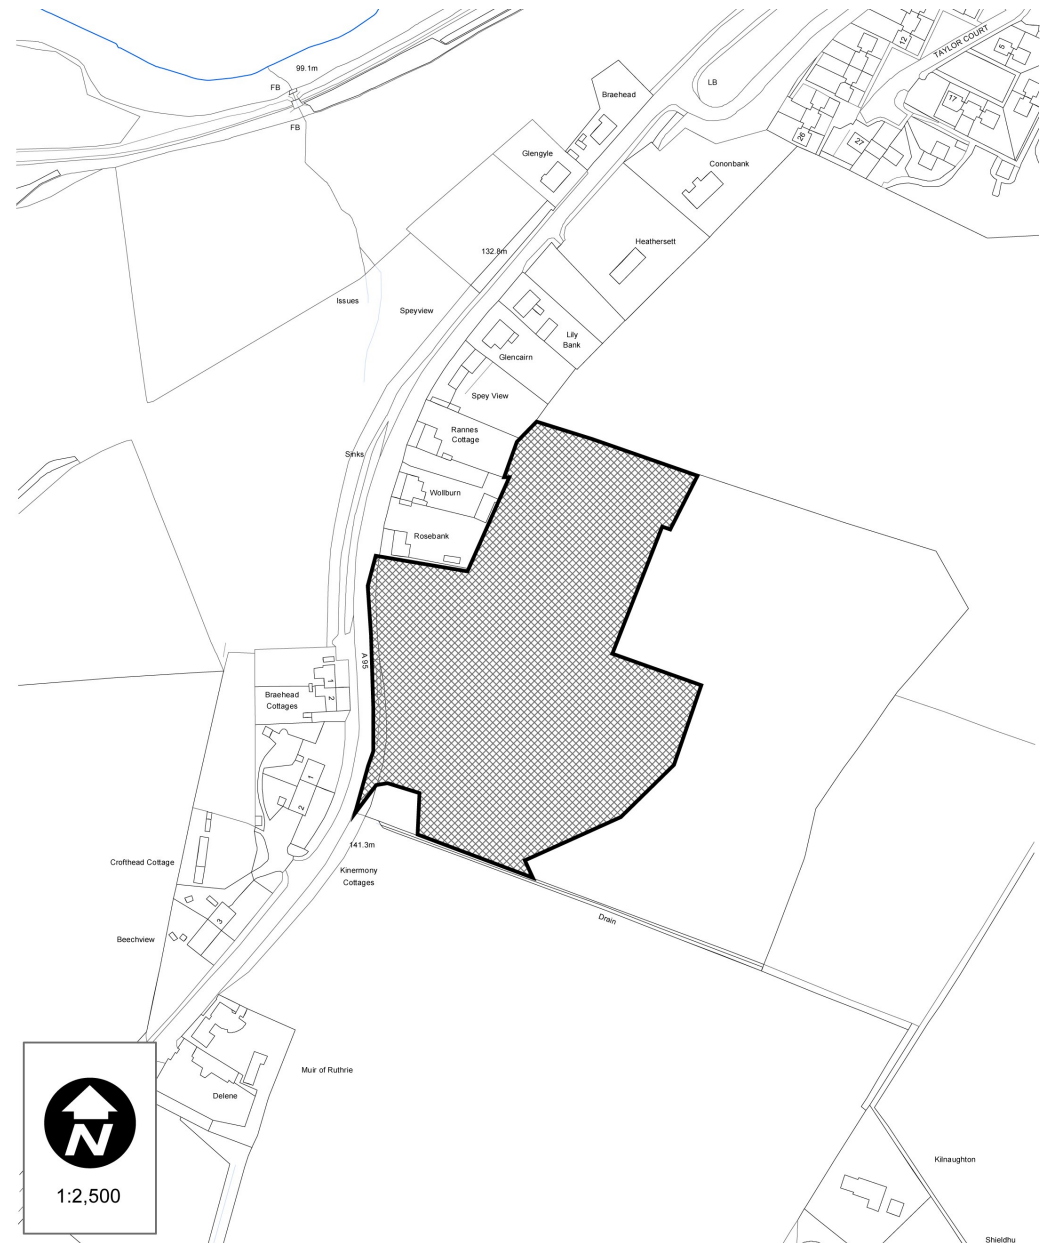 12
TAYLOR COURT
5
99.1m
FB
LB
Braehead
17
FB
26
27
Glengyle
Cononbank
Heathersett
132.8m
Issues
Speyview
Lily
Bank
Glencairn
Spey View
Rannes
Cottage
Sinks
Wollburn
Rosebank
A 95
1
2
Braehead
Cottages
1
2
141.3m
Crofthead Cottage
Kinermony
Cottages
3
Drain
Beechview
Muir of Ruthrie
Delene
N
1:2,500
Kilnaughton
Shieldhu